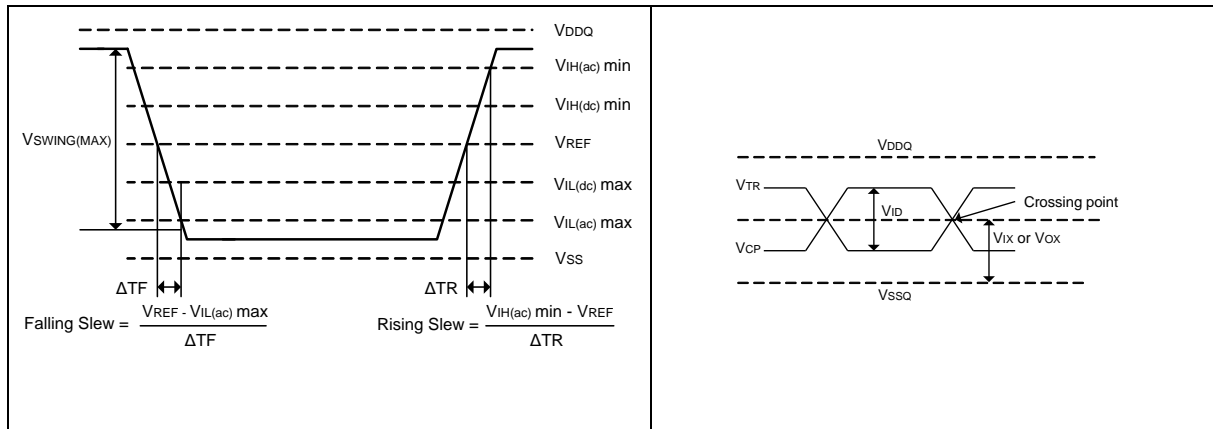 VDDQ
VIH(ac) min
VIH(dc) min
VSWING(MAX)
VREF
VIL(dc) max
VIL(ac) max
VSS
ΔTF
ΔTR
Falling Slew = VREF - VIL(ac) max
ΔTF
Rising Slew = VIH(ac) min - VREF
ΔTR
VDDQ
VTR
VID
Crossing point
VIX or VOX
VCP
VSSQ